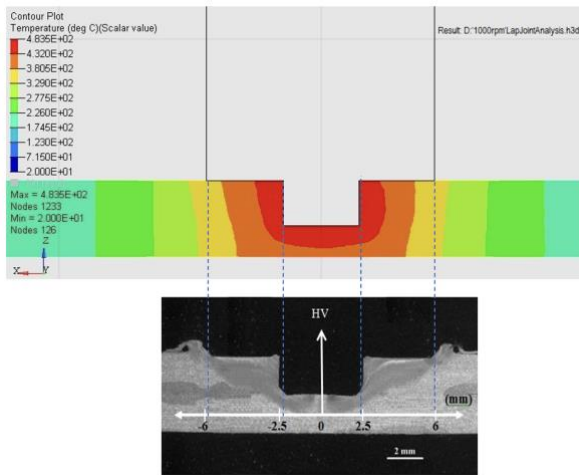 Contour Plot
Temperature (deg C)(Scalar value)
Result: D:\1000rpm\LapJointAnalysis.h3d
4.835E+02
4.320E+02
3.805E+02
3.290E+02
2.775E+02
2.260E+02
1.745E+02
1.230E+02
7.150E+01
2.000E+01
Max = 4.835E+02
Nodes 1233
Min = 2.000E+01
Nodes 126
Z
X
Y
HV
(mm)
-6
-2.5
0
2.5
6
2 mm